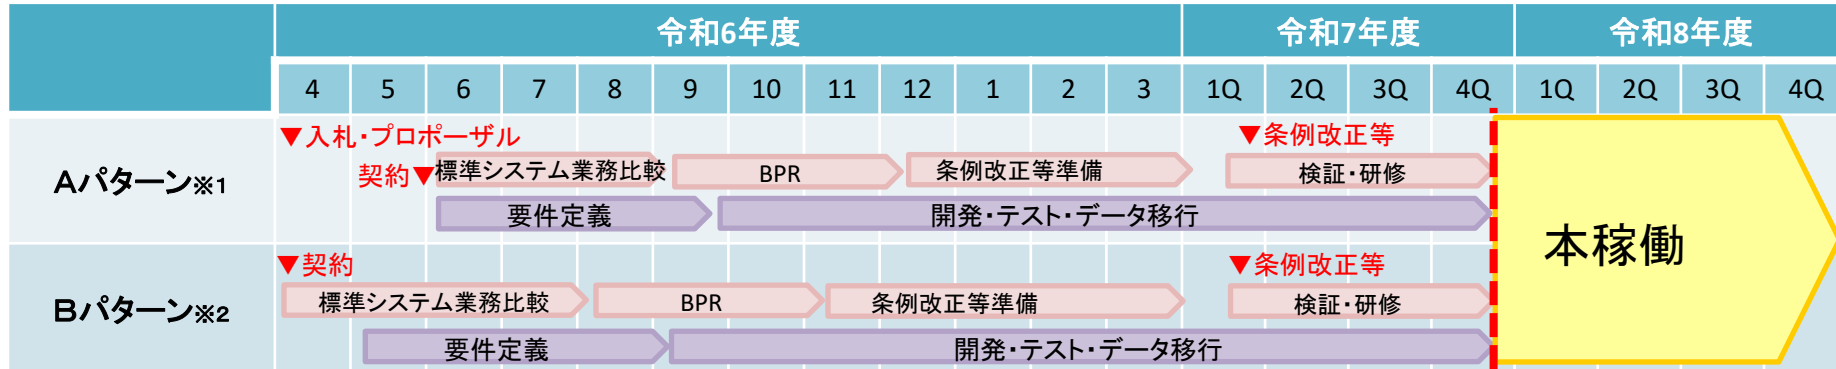 令和6年度 令和7年度 令和8年度
4 5 6 7 8 9 10 11 12 1 2 3 1Q 2Q 3Q 4Q 1Q 2Q 3Q 4Q
▼入札・プロポーザル ▼条例改正等
Aパターン※1 契約▼ 標準システム業務比較 BPR 条例改正等準備 検証・研修
要件定義 開発・テスト・データ移行
本稼働
▼契約 ▼条例改正等
Bパターン※2 標準システム業務比較 BPR 条例改正等準備 検証・研修
要件定義 開発・テスト・データ移行